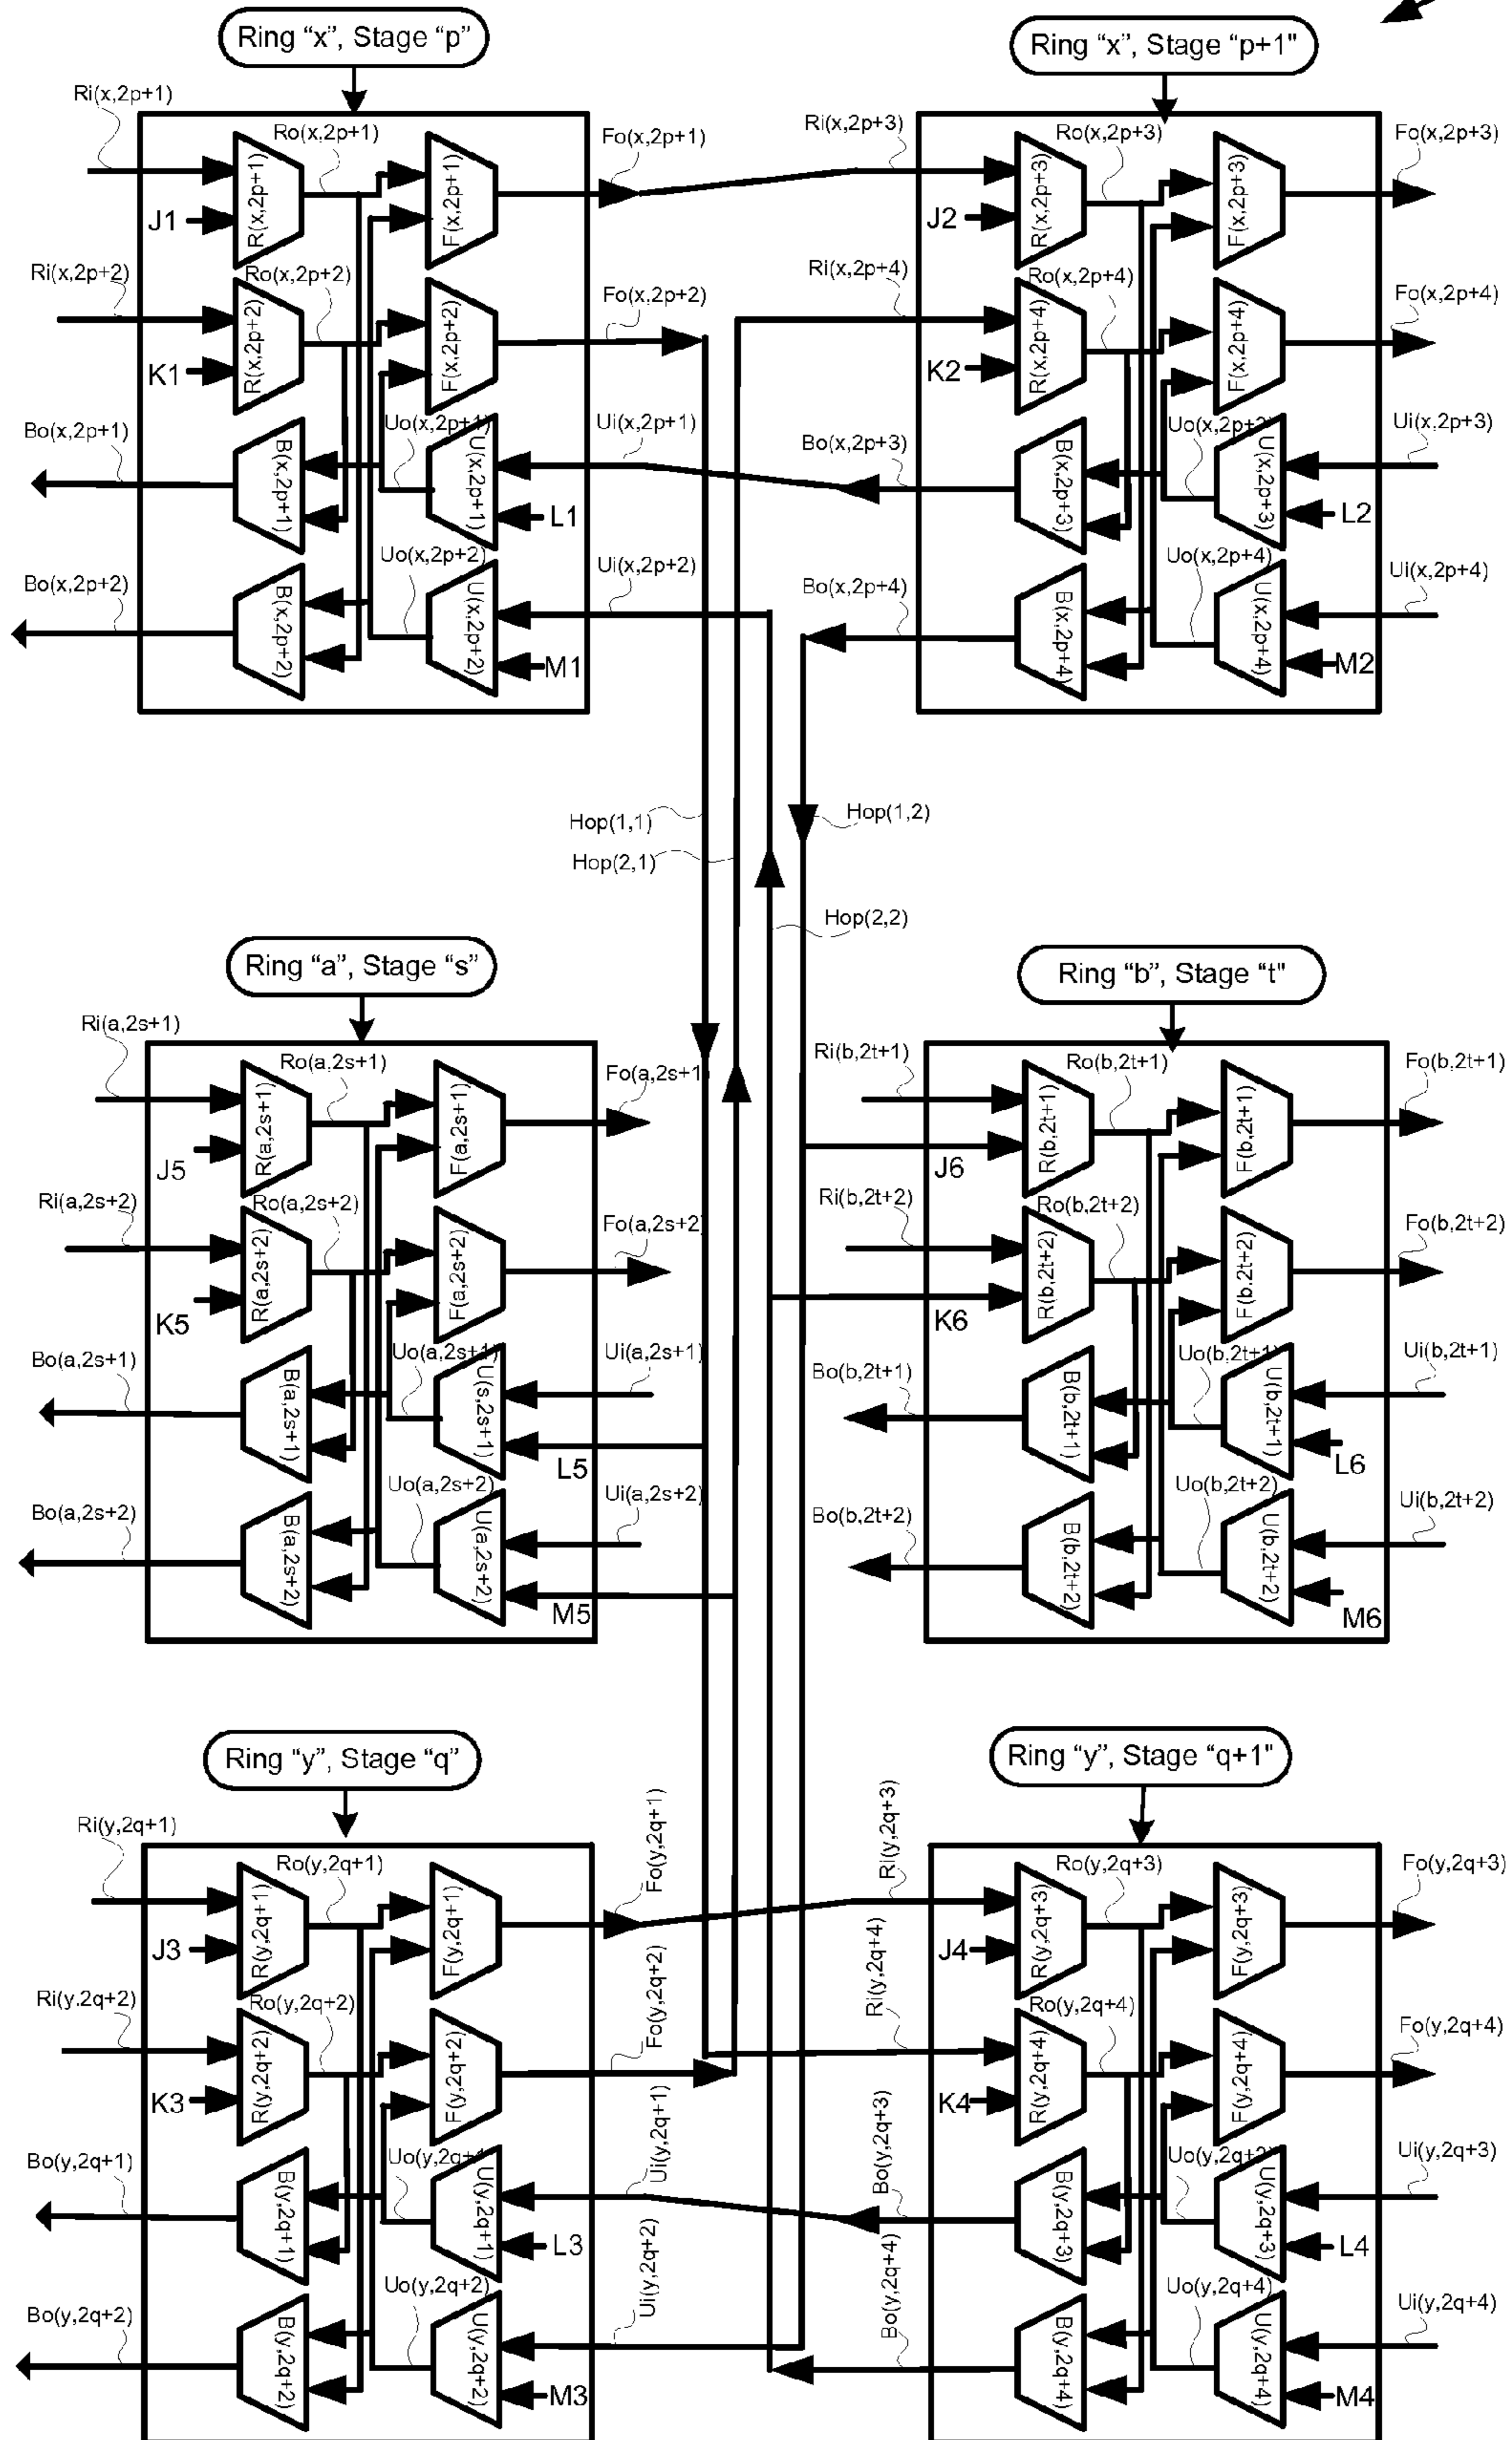 Ring “x”, Stage “p”
Ring “x”, Stage “p+1"
Ri(x,2p+1)
Ro(x,2p+1)
Fo(x,2p+1)
R(x,2p+1)
F(x,2p+1)
J1
Ri(x,2p+2)
Ro(x,2p+2)
Fo(x,2p+2)
R(x,2p+2)
F(x,2p+2)
K1
Bo(x,2p+1)
Uo(x,2p+1)
Ui(x,2p+1)
B(x,2p+1)
U(x,2p+1)
L1
Bo(x,2p+2)
Uo(x,2p+2)
Ui(x,2p+2)
B(x,2p+2)
U(x,2p+2)
M1
Ri(x,2p+3)
Ro(x,2p+3)
Fo(x,2p+3)
R(x,2p+3)
F(x,2p+3)
J2
Ri(x,2p+4)
Ro(x,2p+4)
Fo(x,2p+4)
R(x,2p+4)
F(x,2p+4)
K2
Bo(x,2p+3)
Ui(x,2p+3)
B(x,2p+3)
U(x,2p+3)
L2
Bo(x,2p+4)
Uo(x,2p+4)
Ui(x,2p+4)
B(x,2p+4)
U(x,2p+4)
M2
Hop(1,1)
Hop(1,2)
Hop(2,1)
Hop(2,2)
Ring “a”, Stage “s”
Ring “b”, Stage “t"
Ri(a,2s+1)
Ro(a,2s+1)
Fo(a,2s+1
R(a,2s+1)
F(a,2s+1)
J5
Ri(a,2s+2)
Ro(a,2s+2)
Fo(a,2s+2)
R(a,2s+2)
F(a,2s+2)
K5
Bo(a,2s+1)
Uo(a,2s+1)
Ui(a,2s+1)
B(a,2s+1)
U(s,2s+1)
L5
Bo(a,2s+2)
Uo(a,2s+2)
Ui(a,2s+2)
B(a,2s+2)
U(a,2s+2)
M5
Ri(b,2t+1)
Ro(b,2t+1)
Fo(b,2t+1)
R(b,2t+1)
F(b,2t+1)
J6
Ri(b,2t+2)
Ro(b,2t+2)
Fo(b,2t+2)
R(b,2t+2)
F(b,2t+2)
K6
Bo(b,2t+1)
Uo(b,2t+1)
Ui(b,2t+1)
B(b,2t+1)
U(b,2t+1)
L6
Bo(b,2t+2)
Uo(b,2t+2)
Ui(b,2t+2)
B(b,2t+2)
U(b,2t+2)
M6
Ring “y”, Stage “q”
Ring “y”, Stage “q+1"
Ri(y,2q+1)
Ro(y,2q+1)
Fo(y,2q+1)
R(y,2q+1)
F(y,2q+1)
J3
Ri(y,2q+2)
Ro(y,2q+2)
Fo(y,2q+2)
R(y,2q+2)
F(y,2q+2)
K3
Bo(y,2q+1)
Ui(y,2q+1)
B(y,2q+1)
U(y,2q+1)
L3
Bo(y,2q+2)
Uo(y,2q+2)
Ui(y,2q+2)
B(y,2q+2)
U(y,2q+2)
M3
Ri(y,2q+3)
Ro(y,2q+3)
Fo(y,2q+3)
R(y,2q+3)
F(y,2q+3)
J4
Ri(y,2q+4)
Ro(y,2q+4)
Fo(y,2q+4)
R(y,2q+4)
F(y,2q+4)
K4
Bo(y,2q+3)
Ui(y,2q+3)
B(y,2q+3)
U(y,2q+3)
L4
Bo(y,2q+4)
Uo(y,2q+4)
Ui(y,2q+4)
B(y,2q+4)
U(y,2q+4)
M4